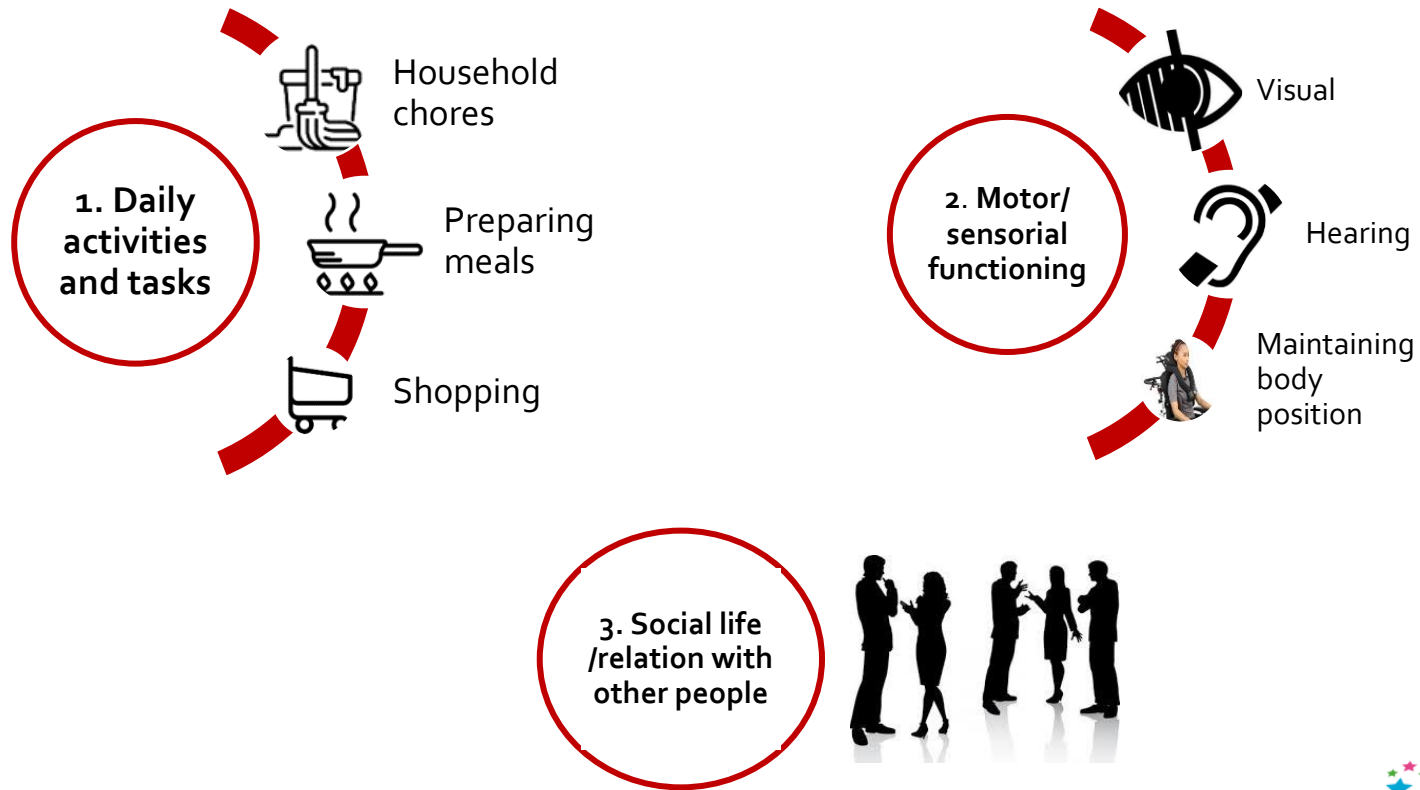 1. Daily
activities
and tasks
Household
chores
Preparing
meals
Shopping
2. Motor/
sensorial
functioning
Visual
Hearing
Maintaining
body
position
3. Social life
/relation with
other people